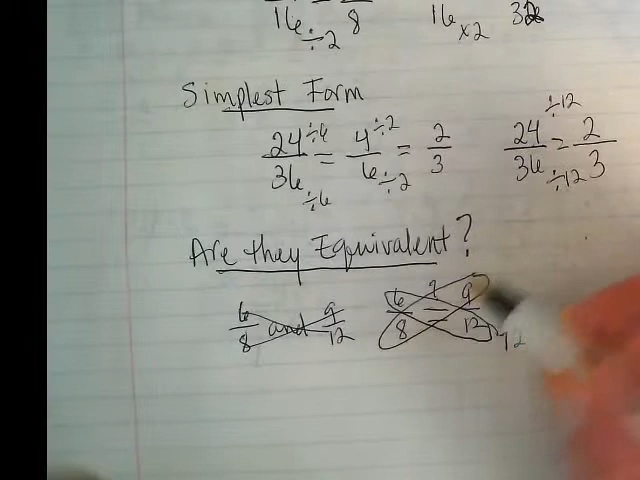 16 ÷2 = 8 16 ×2 32
Simplest Form
24/36 ÷6/÷6 = 4/6 ÷2/÷2 = 2/3 24/36 ÷12/÷12 = 2/3
Are they Equivalent?
6/8 and 9/12 6/8 = 9/12 72